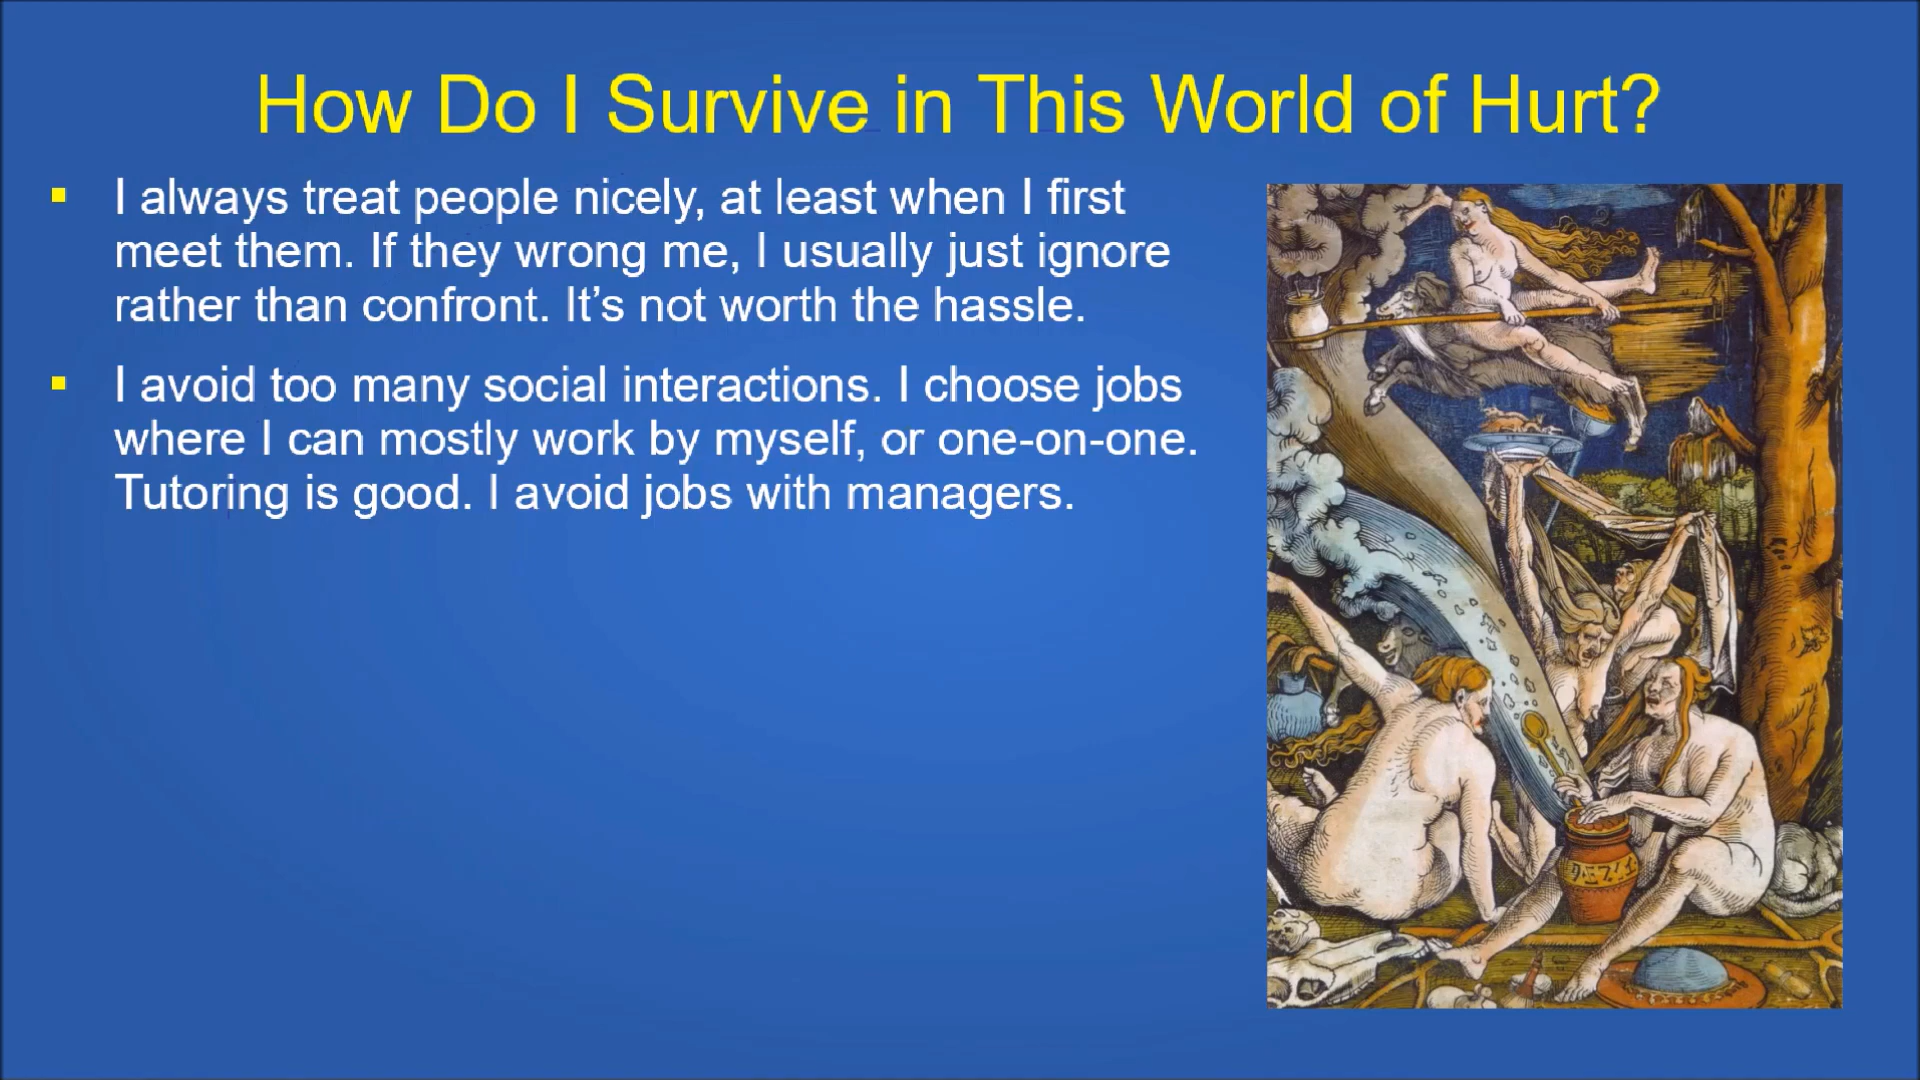 How Do I Survive in This World of Hurt?
I always treat people nicely, at least when I first
meet them. If they wrong me, I usually just ignore
rather than confront. It’s not worth the hassle.
I avoid too many social interactions. I choose jobs
where I can mostly work by myself, or one-on-one.
Tutoring is good. I avoid jobs with managers.